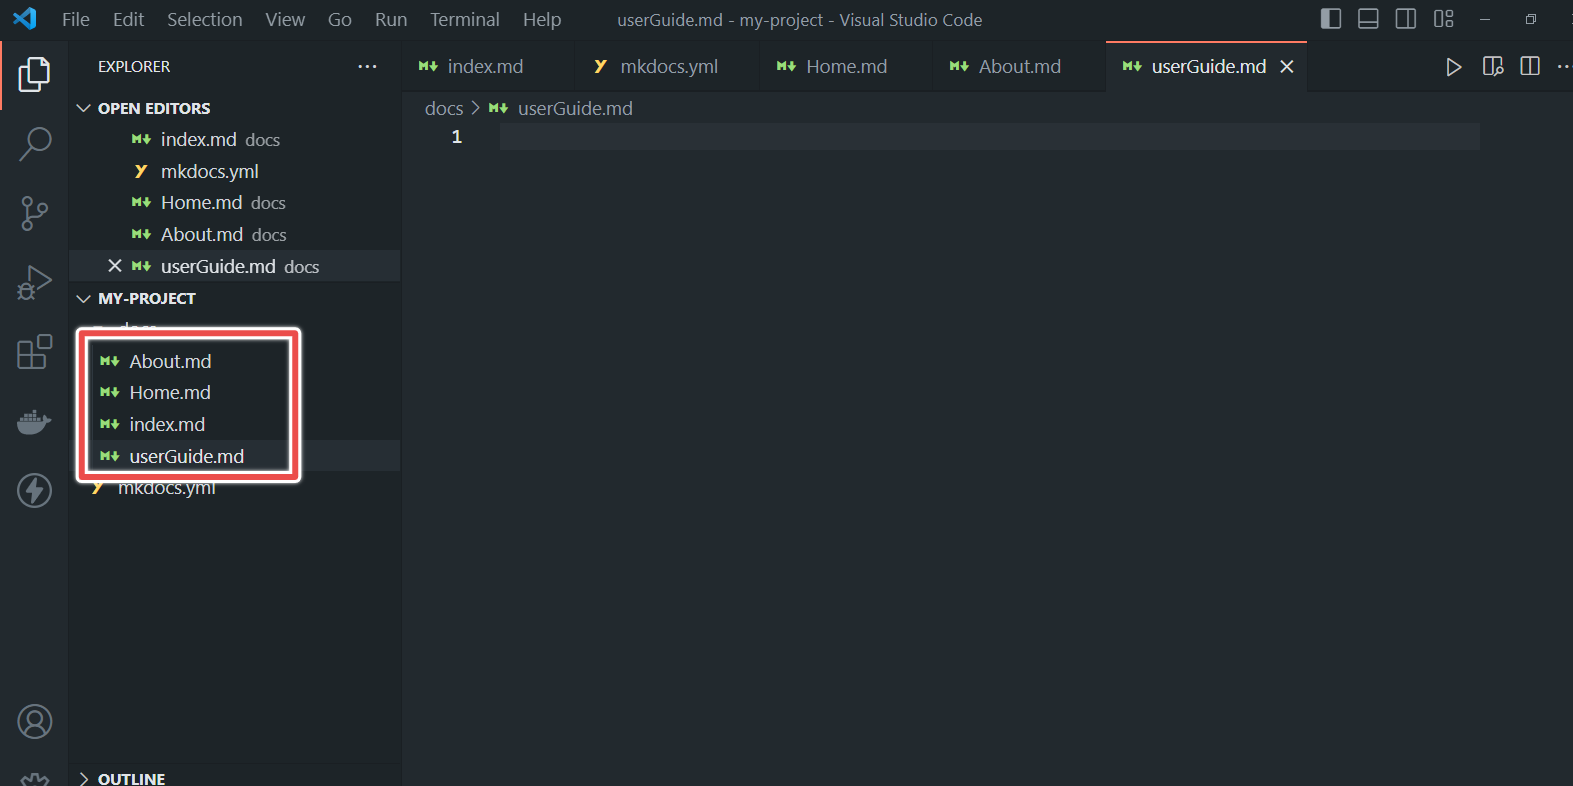 File Edit Selection View Go Run Terminal Help userGuide.md - my-project - Visual Studio Code
EXPLORER
index.md mkdocs.yml Home.md About.md userGuide.md
OPEN EDITORS
docs userGuide.md
index.md docs
1
mkdocs.yml
Home.md docs
About.md docs
userGuide.md docs
MY-PROJECT
docs
About.md
Home.md
index.md
userGuide.md
mkdocs.yml
OUTLINE